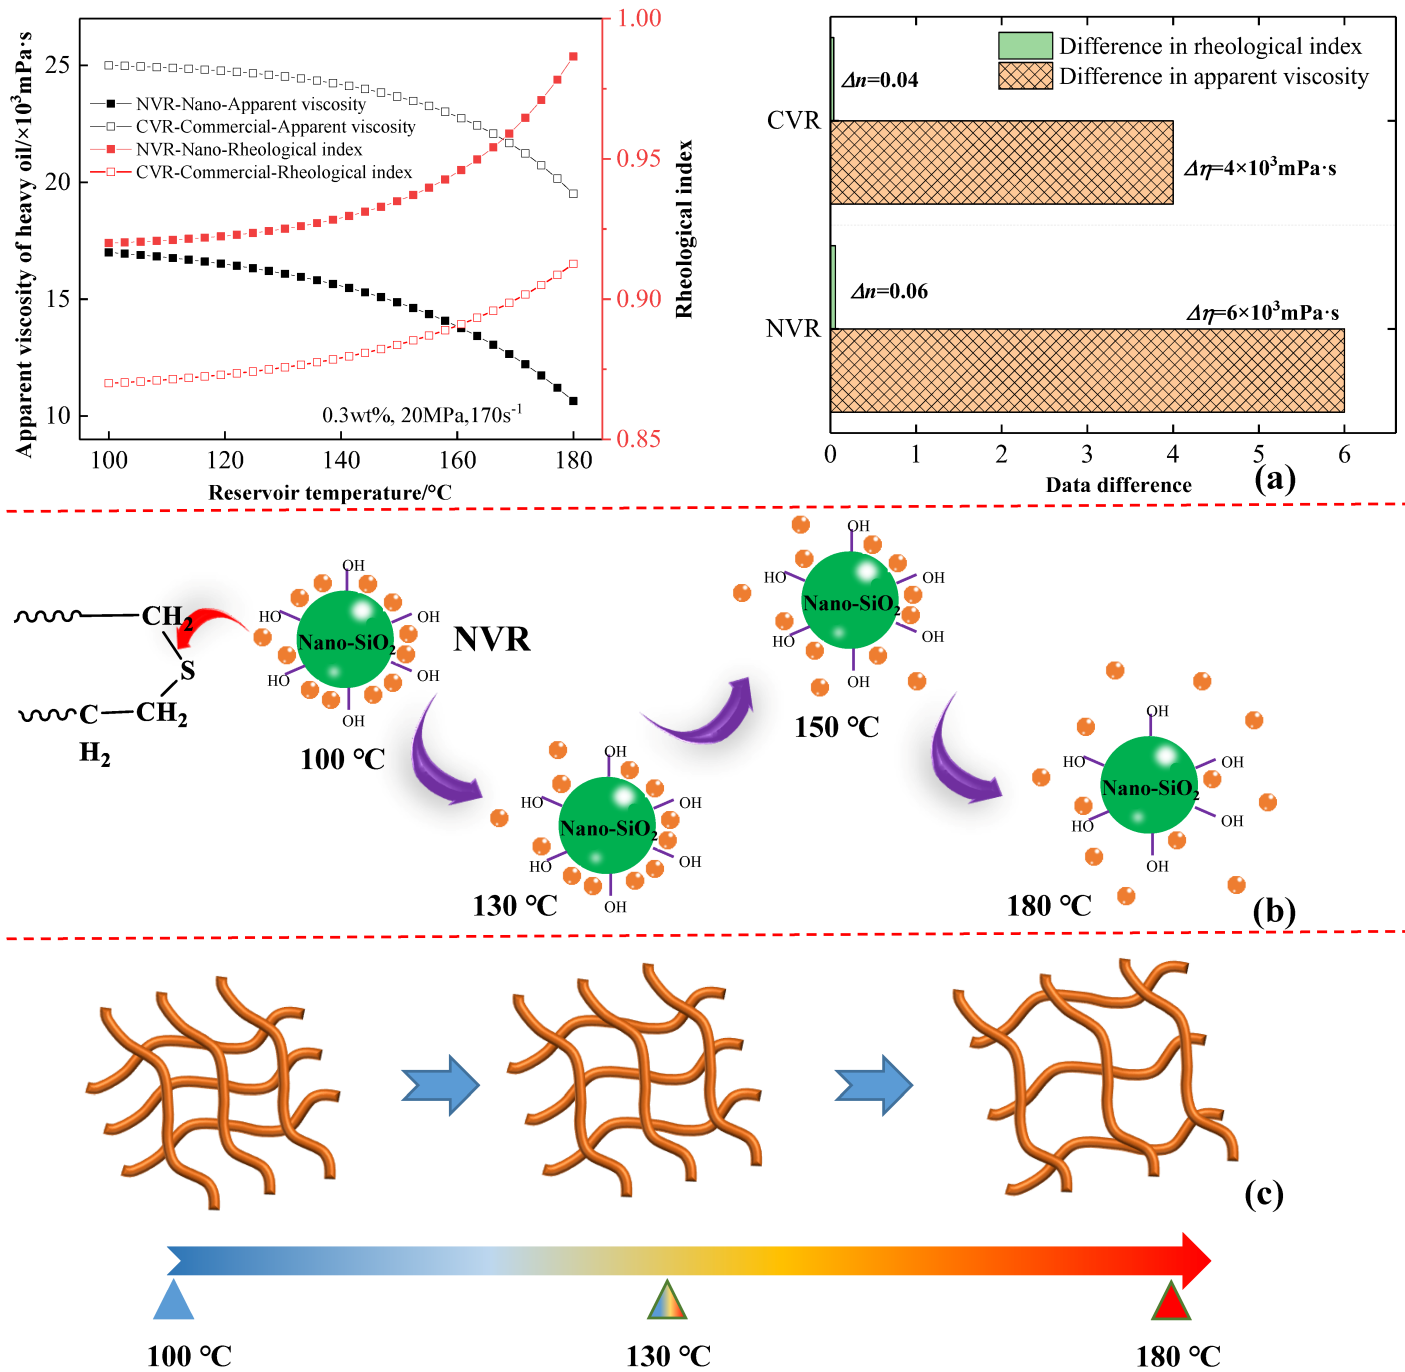 Apparent viscosity of heavy oil/×10³mPa·s
25
20
15
10
NVR-Nano-Apparent viscosity
CVR-Commercial-Apparent viscosity
NVR-Nano-Rheological index
CVR-Commercial-Rheological index
0.3wt%, 20MPa,170s⁻¹
100
120
140
160
180
Reservoir temperature/°C
1.00
0.95
0.90
0.85
Rheological index
Difference in rheological index
Difference in apparent viscosity
Δn=0.04
CVR
Δη=4×10³mPa·s
Δn=0.06
Δη=6×10³mPa·s
NVR
0
1
2
3
4
5
6
Data difference
(a)
CH₂
S
C
CH₂
H₂
OH
HO
OH
Nano-SiO₂
HO
OH
OH
NVR
100 °C
OH
HO
OH
Nano-SiO₂
HO
OH
OH
130 °C
OH
HO
OH
Nano-SiO₂
HO
OH
OH
150 °C
OH
HO
OH
Nano-SiO₂
HO
OH
OH
180 °C
(b)
(c)
100 °C
130 °C
180 °C